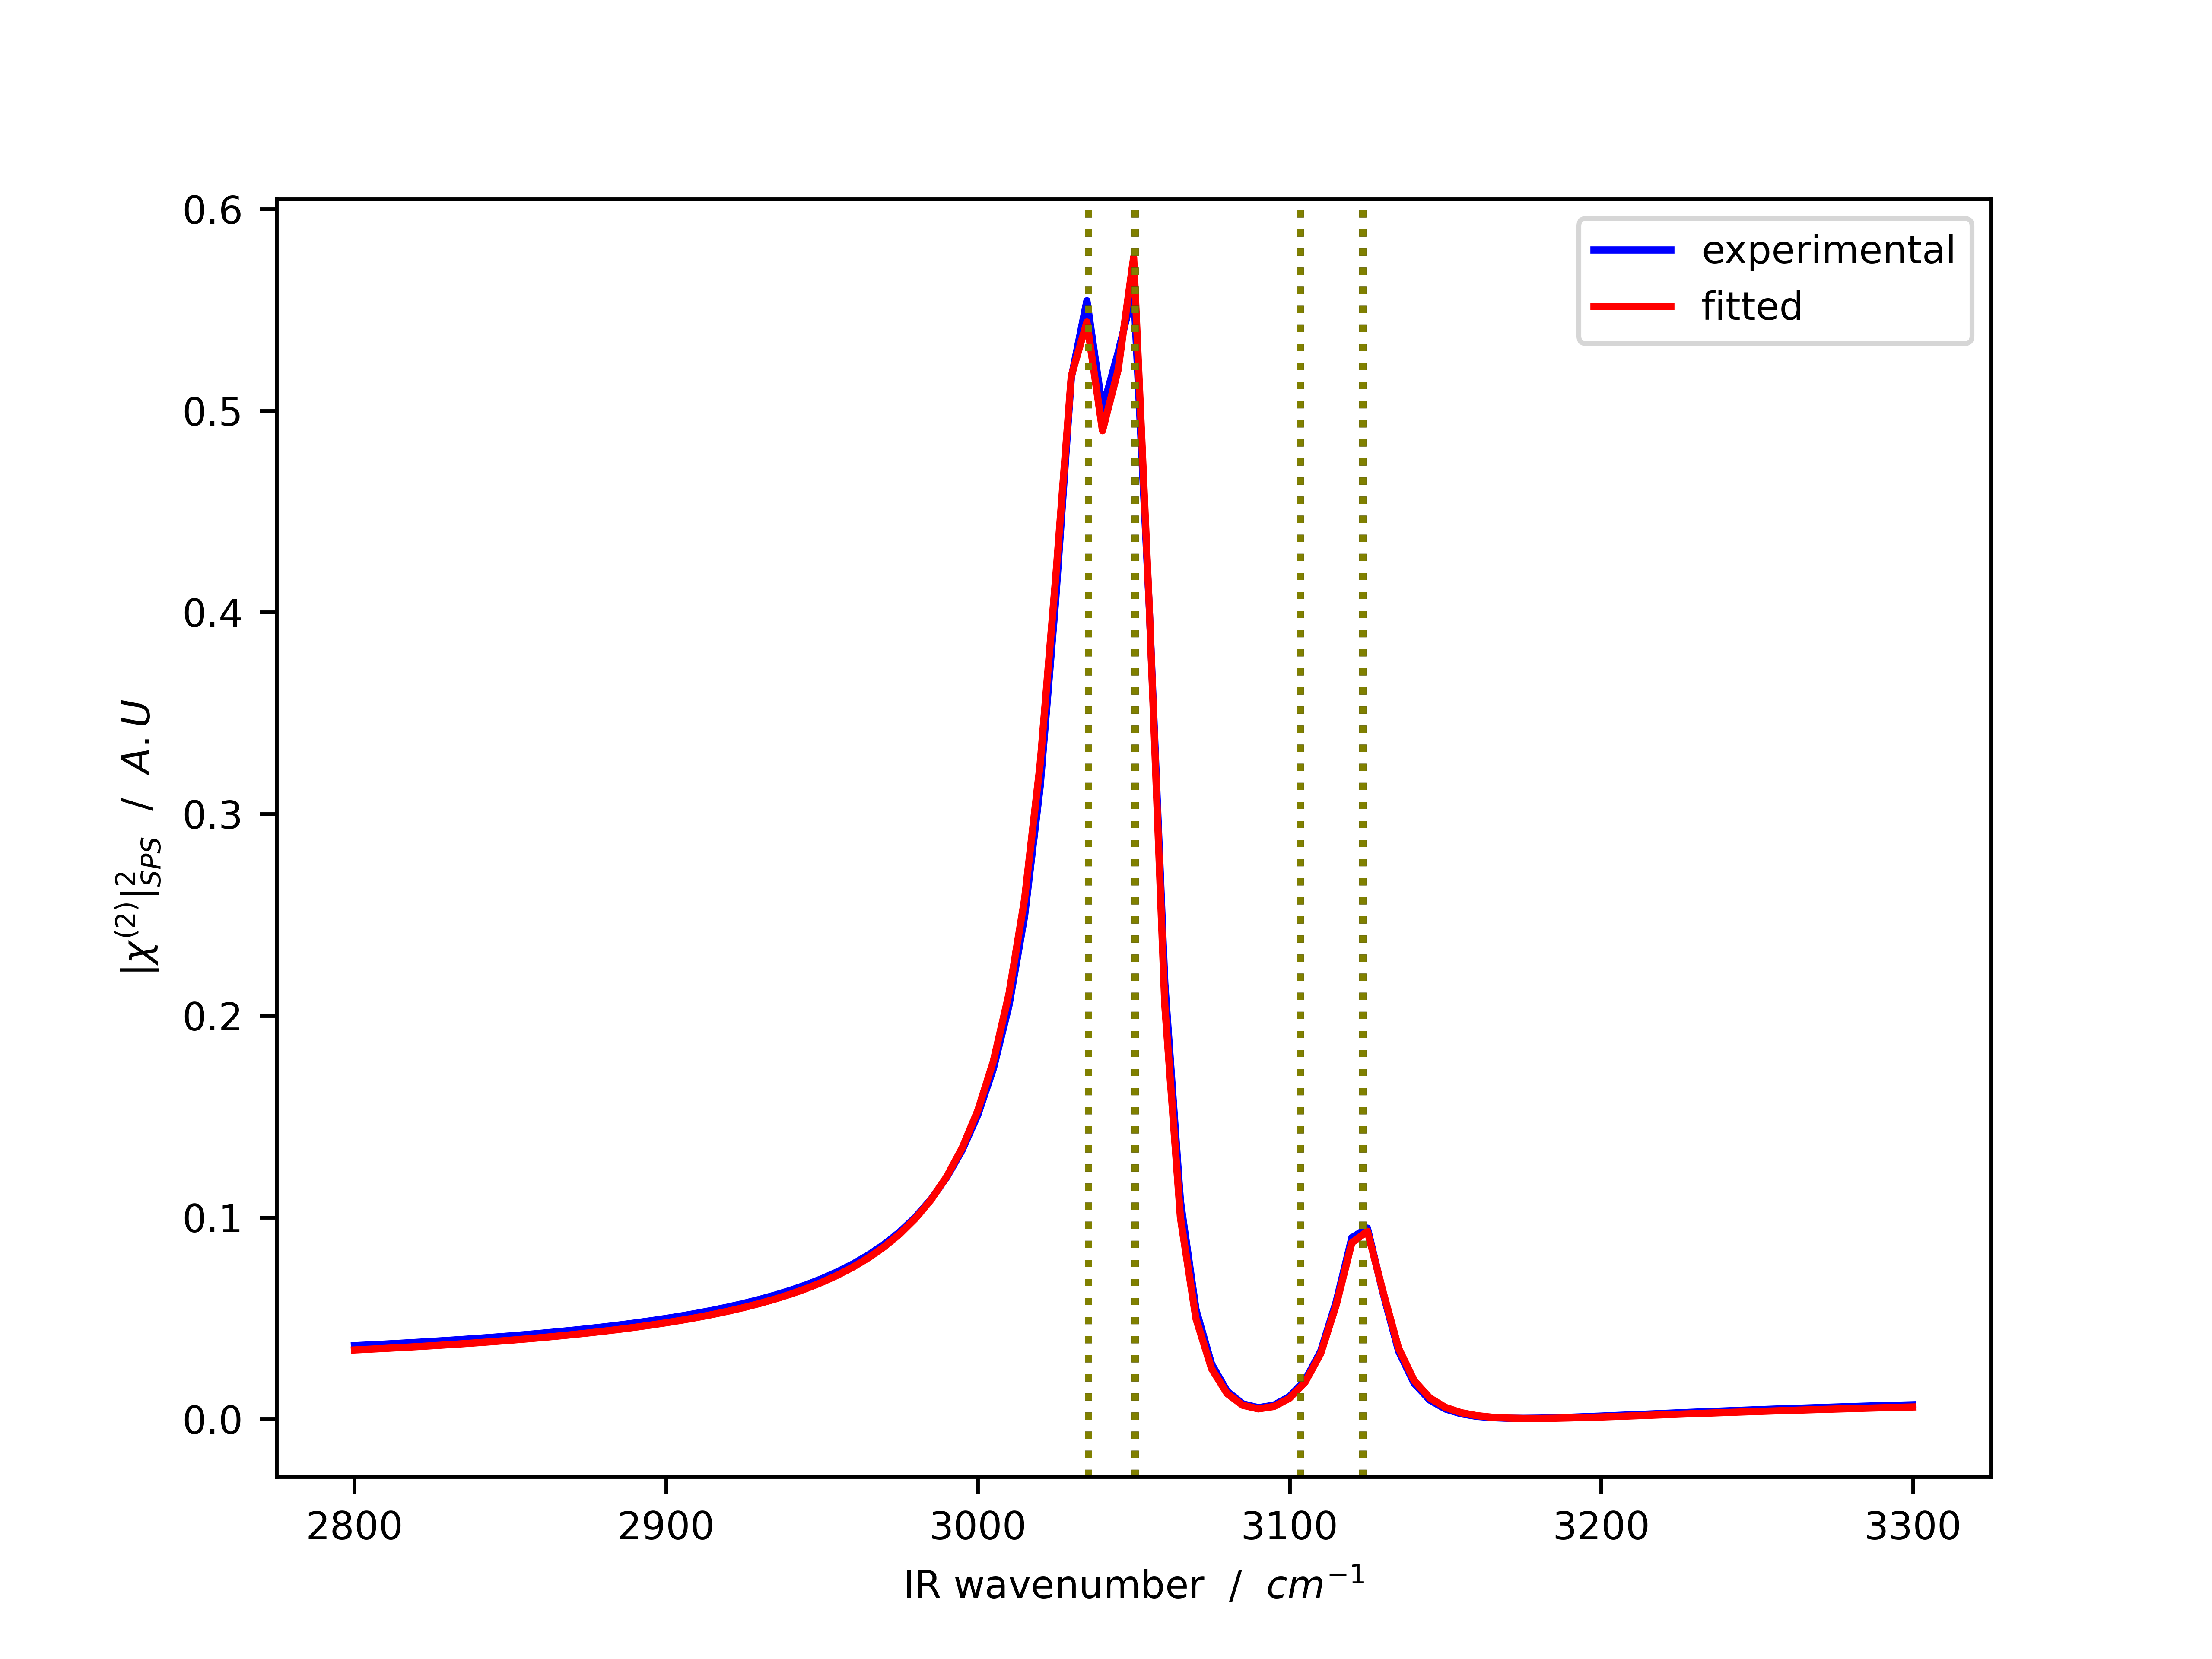 0.6
0.5
0.4
0.3
0.2
0.1
0.0
|χ⁽²⁾|²_SPS / A.U
experimental
fitted
2800 2900 3000 3100 3200 3300
IR wavenumber / cm⁻¹